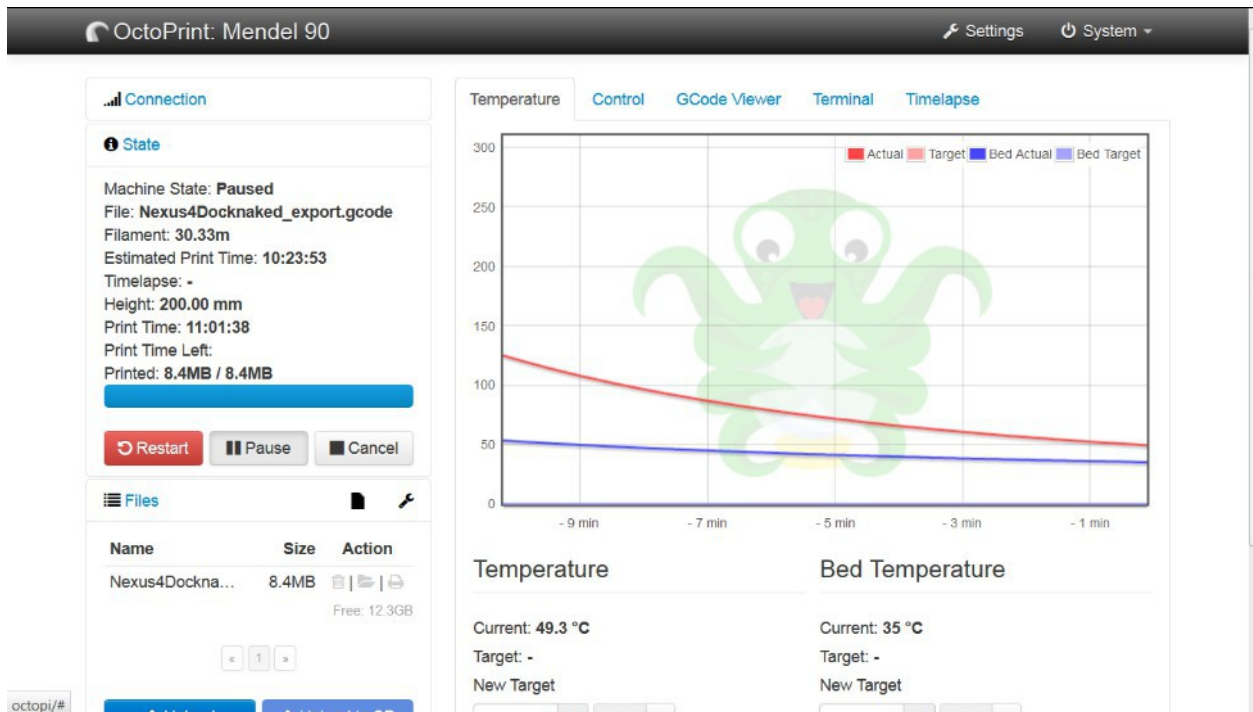 OctoPrint: Mendel 90
Settings
System
Connection
State
Machine State: Paused
File: Nexus4Docknaked_export.gcode
Filament: 30.33m
Estimated Print Time: 10:23:53
Timelapse: -
Height: 200.00 mm
Print Time: 11:01:38
Print Time Left:
Printed: 8.4MB / 8.4MB
Restart
Pause
Cancel
Files
Name Size Action
Nexus4Dockna... 8.4MB | |
Free: 12.3GB
« 1 »
Temperature Control GCode Viewer Terminal Timelapse
Actual Target Bed Actual Bed Target
300
250
200
150
100
50
0
- 9 min - 7 min - 5 min - 3 min - 1 min
Temperature
Current: 49.3 °C
Target: -
New Target
Bed Temperature
Current: 35 °C
Target: -
New Target
octopi/#